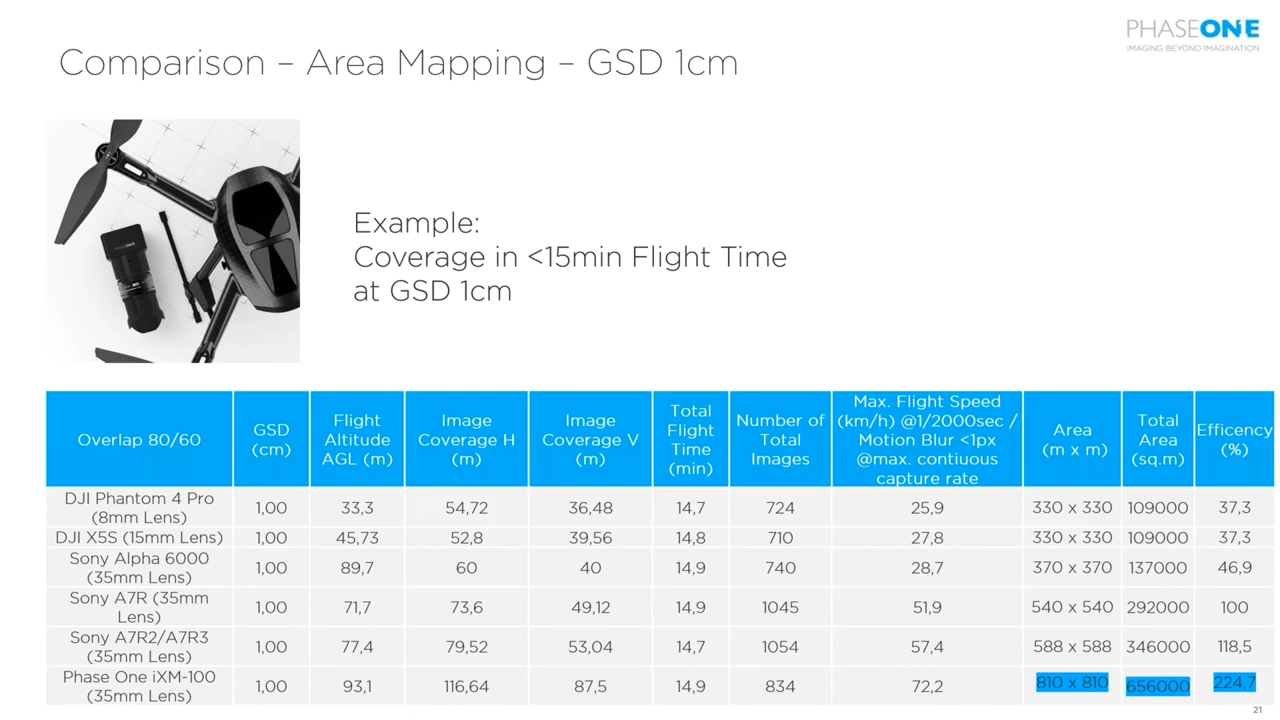 PHASEONE
IMAGING BEYOND IMAGINATION
Comparison – Area Mapping – GSD 1cm
PHASEONE
Example:
Coverage in <15min Flight Time
at GSD 1cm
Overlap 80/60 GSD (cm) Flight Altitude AGL (m) Image Coverage H (m) Image Coverage V (m) Total Flight Time (min) Number of Total Images Max. Flight Speed (km/h) @1/2000sec / Motion Blur <1px @max. contiuous capture rate Area (m x m) Total Area (sq.m) Efficency (%)
DJI Phantom 4 Pro (8mm Lens) 1,00 33,3 54,72 36,48 14,7 724 25,9 330 x 330 109000 37,3
DJI X5S (15mm Lens) 1,00 45,73 52,8 39,56 14,8 710 27,8 330 x 330 109000 37,3
Sony Alpha 6000 (35mm Lens) 1,00 89,7 60 40 14,9 740 28,7 370 x 370 137000 46,9
Sony A7R (35mm Lens) 1,00 71,7 73,6 49,12 14,9 1045 51,9 540 x 540 292000 100
Sony A7R2/A7R3 (35mm Lens) 1,00 77,4 79,52 53,04 14,7 1054 57,4 588 x 588 346000 118,5
Phase One iXM-100 (35mm Lens) 1,00 93,1 116,64 87,5 14,9 834 72,2 810 x 810 656000 224,7
21